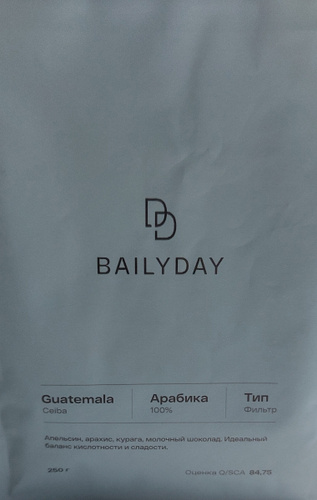 BAILYDAY
Guatemala Арабика Тип
Ceiba 100% Фильтр
Апельсин, арахис, курага, молочный шоколад. Идеальный
баланс кислотности и сладости.
250 г Оценка Q/SCA 84,75